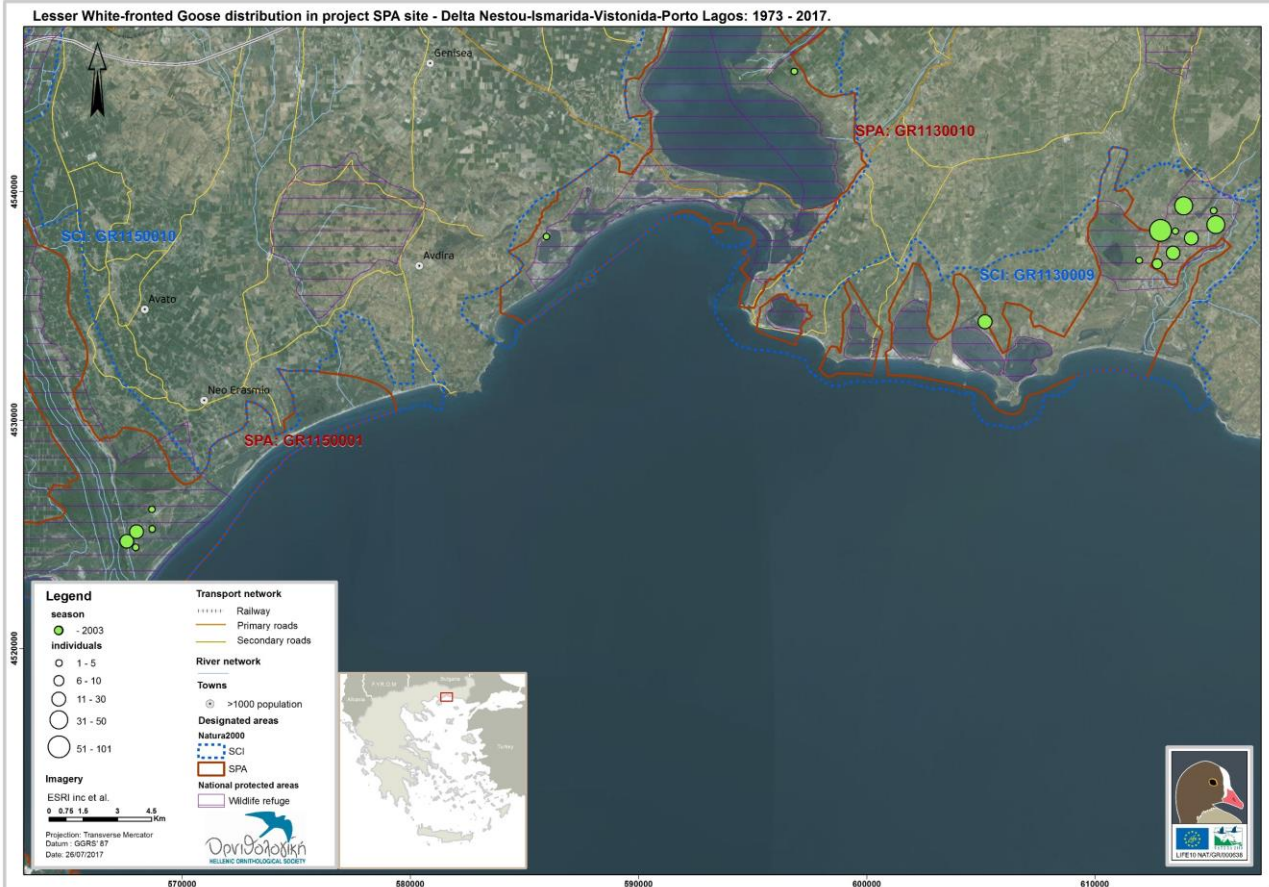 Lesser White-fronted Goose distribution in project SPA site - Delta Nestou-Ismarida-Vistonida-Porto Lagos: 1973 - 2017.
Genisea
SPA: GR1130010
4540000
SCI: GR1150010
Avdira
SCI: GR1130009
Avato
Neo Erasmio
4530000
SPA: GR1150001
4520000
Legend
season
- 2003
individuals
1 - 5
6 - 10
11 - 30
31 - 50
51 - 101
Imagery
ESRI inc et al.
0 0.75 1.5 3 4.5
Km
Projection: Transverse Mercator
Datum : GGRS' 87
Date: 26/07/2017
Transport network
Railway
Primary roads
Secondary roads
River network
Towns
>1000 population
Designated areas
Natura2000
SCI
SPA
National protected areas
Wildlife refuge
Ορνιθολογική
HELLENIC ORNITHOLOGICAL SOCIETY
Bulgaria
Albania
Turkey
LIFE10 NAT/GR/000638
570000
580000
590000
600000
610000